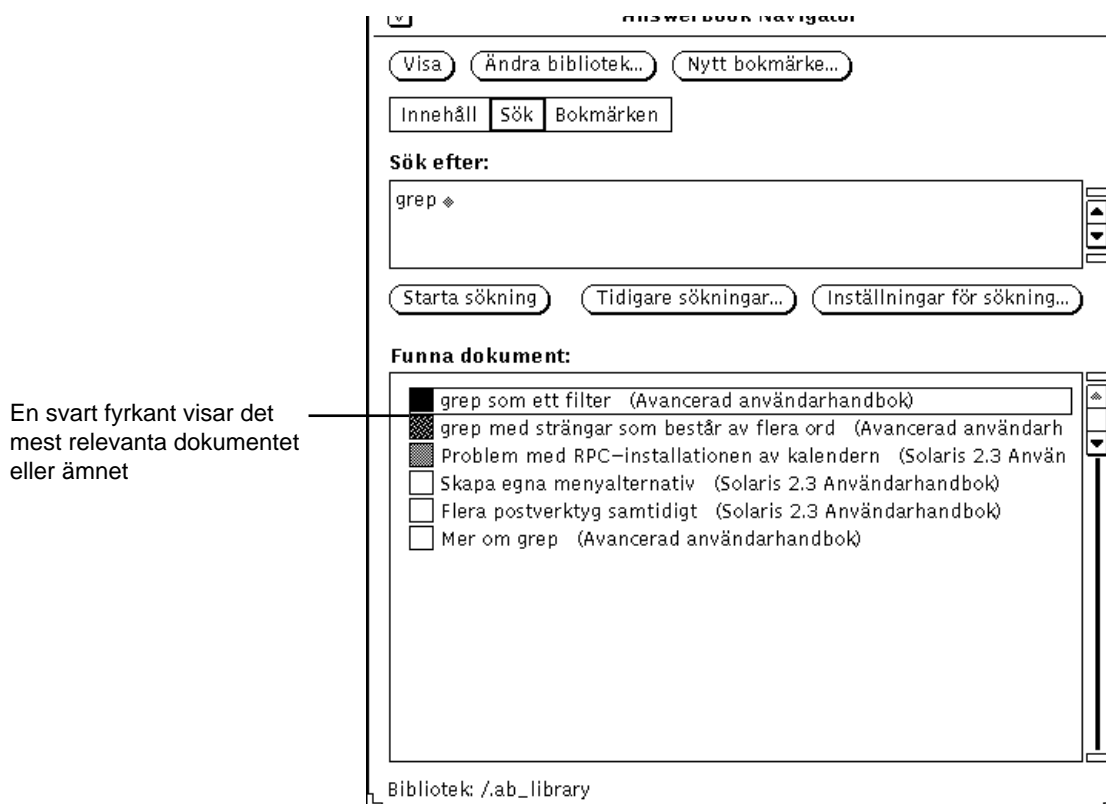 AnswerBook Navigator
Visa Ändra bibliotek... Nytt bokmärke...
Innehåll Sök Bokmärken
Sök efter:
grep
Starta sökning Tidigare sökningar... Inställningar för sökning...
Funna dokument:
grep som ett filter (Avancerad användarhandbok)
grep med strängar som består av flera ord (Avancerad användarh
Problem med RPC-installationen av kalendern (Solaris 2.3 Använ
Skapa egna menyalternativ (Solaris 2.3 Användarhandbok)
Flera postverktyg samtidigt (Solaris 2.3 Användarhandbok)
Mer om grep (Avancerad användarhandbok)
Bibliotek: /.ab_library
En svart fyrkant visar det
mest relevanta dokumentet
eller ämnet